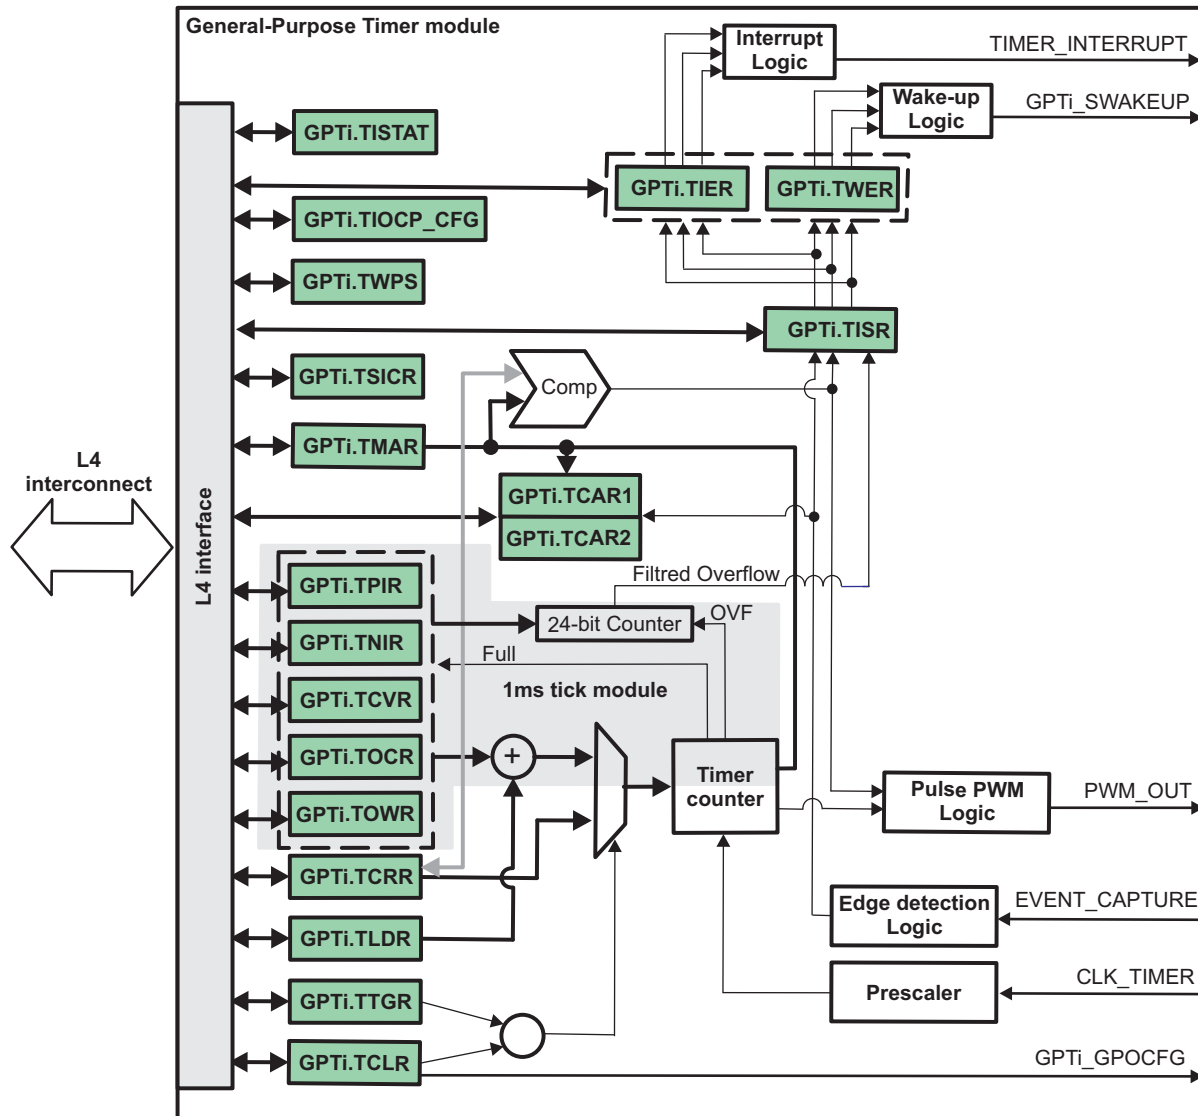 General-Purpose Timer module
Interrupt
Logic
TIMER_INTERRUPT
Wake-up
Logic
GPTi_SWAKEUP
GPTi.TISTAT
GPTi.TIER
GPTi.TWER
GPTi.TIOCP_CFG
GPTi.TWPS
GPTi.TISR
GPTi.TSICR
Comp
GPTi.TMAR
L4
interconnect
L4 interface
GPTi.TCAR1
GPTi.TCAR2
Filtred Overflow
GPTi.TPIR
24-bit Counter
OVF
GPTi.TNIR
Full
1ms tick module
GPTi.TCVR
GPTi.TOCR
+
Timer
counter
Pulse PWM
Logic
PWM_OUT
GPTi.TOWR
GPTi.TCRR
Edge detection
Logic
EVENT_CAPTURE
GPTi.TLDR
Prescaler
CLK_TIMER
GPTi.TTGR
GPTi.TCLR
GPTi_GPOCFG